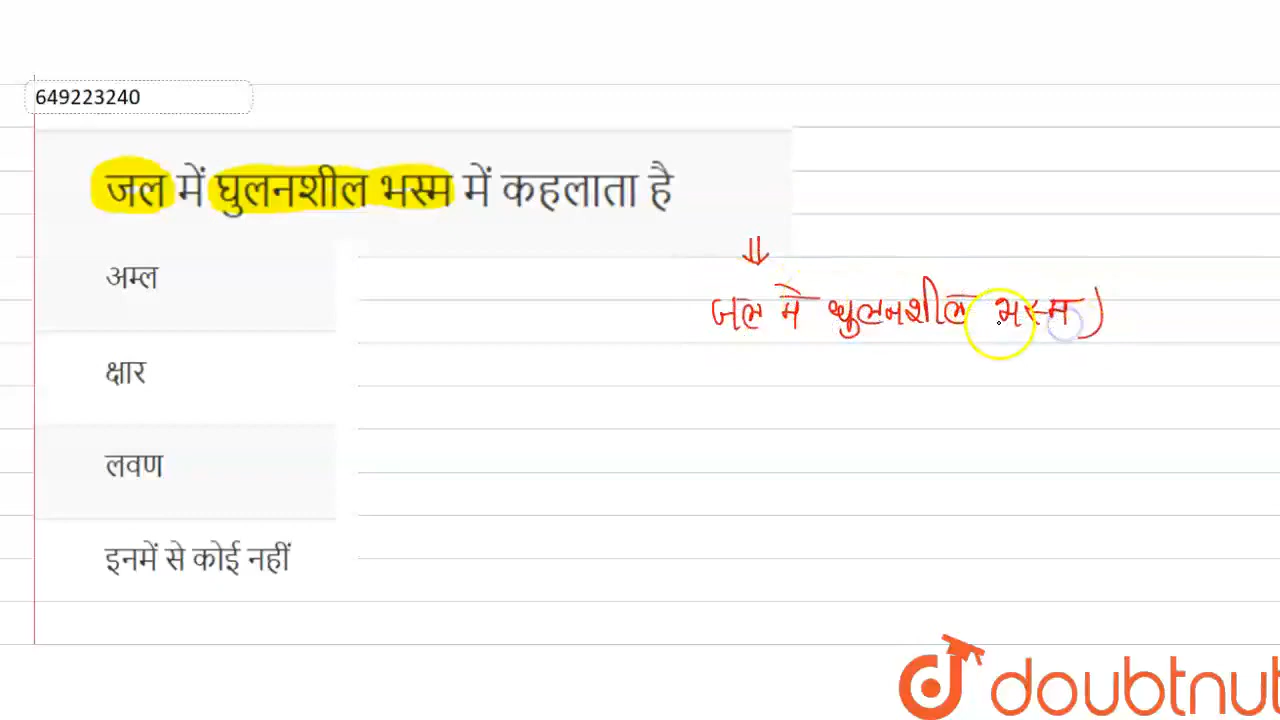 649223240
जल में घुलनशील भस्म में कहलाता है
अम्ल
जल में घुलनशील भस्म)
क्षार
लवण
इनमें से कोई नहीं
doubtnut